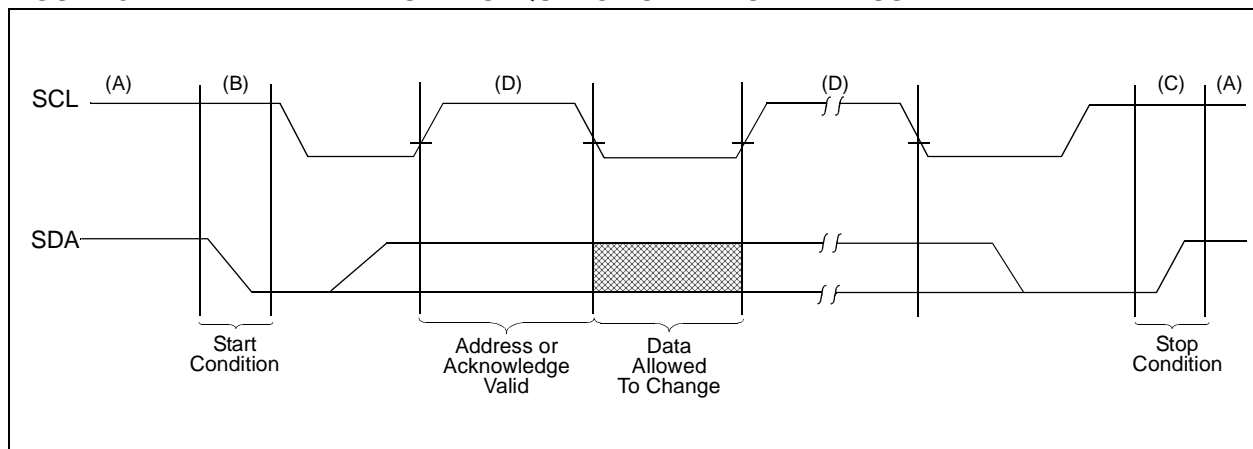 (A) (B) (D) (D) (C) (A)
SCL
SDA
Start
Condition
Address or
Acknowledge
Valid
Data
Allowed
To Change
Stop
Condition